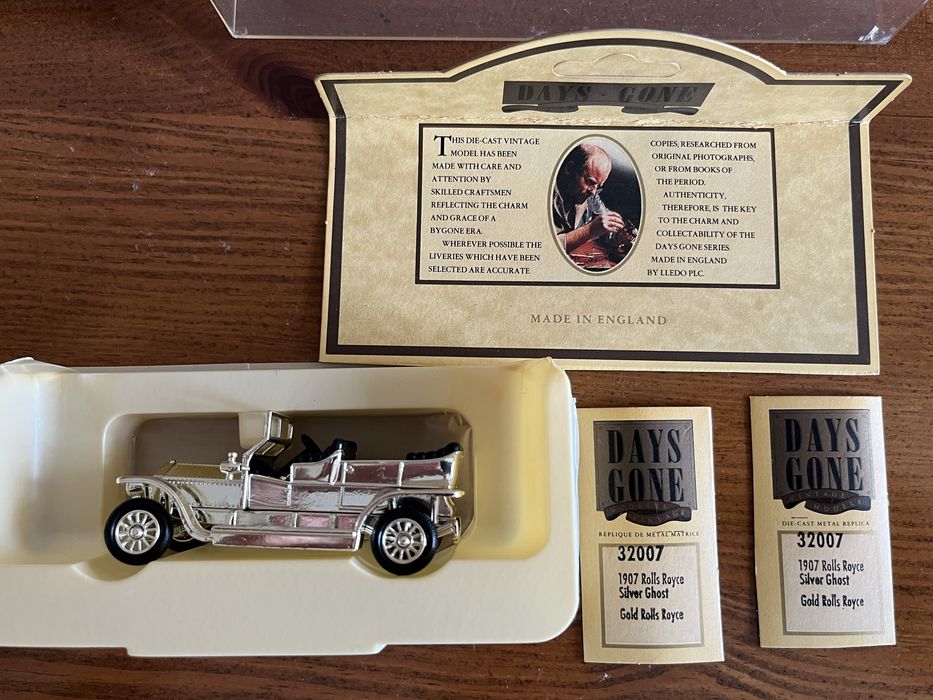 DAYS - GONE
THIS DIE-CAST VINTAGE
MODEL HAS BEEN
MADE WITH CARE AND
ATTENTION BY
SKILLED CRAFTSMEN
REFLECTING THE CHARM
AND GRACE OF A
BYGONE ERA.
WHEREVER POSSIBLE THE
LIVERIES WHICH HAVE BEEN
SELECTED ARE ACCURATE
COPIES, RESEARCHED FROM
ORIGINAL PHOTOGRAPHS,
OR FROM BOOKS OF
THE PERIOD.
AUTHENTICITY,
THEREFORE, IS THE KEY
TO THE CHARM AND
COLLECTABILITY OF THE
DAYS GONE SERIES.
MADE IN ENGLAND
BY LLEDO PLC.
MADE IN ENGLAND
DAYS
GONE
REPLIQUE DE METAL MATRICE
32007
1907 Rolls Royce
Silver Ghost
Gold Rolls Royce
DAYS
GONE
VINTAGE
MODELS
DIE-CAST METAL REPLICA
32007
1907 Rolls Royce
Silver Ghost
Gold Rolls Royce